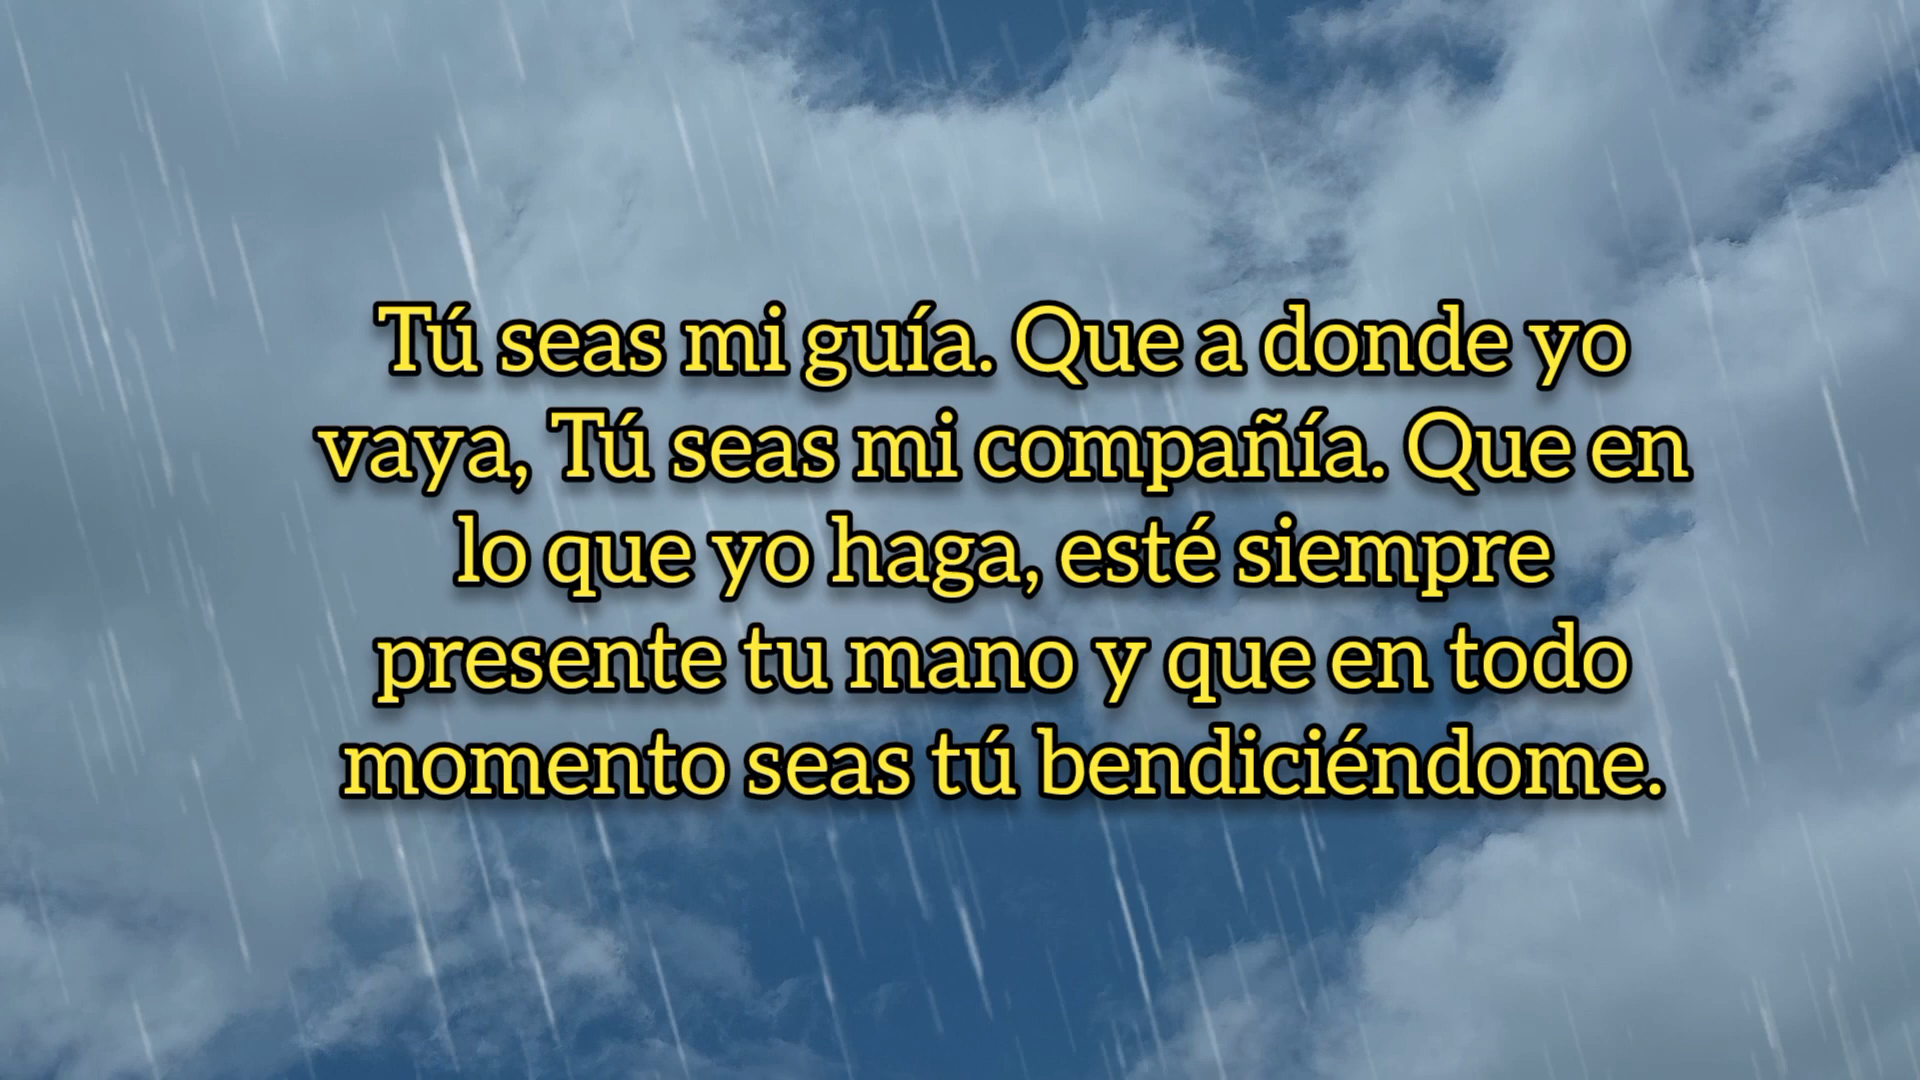 Tú seas mi guía. Que a donde yo
vaya, Tú seas mi compañía. Que en
lo que yo haga, esté siempre
presente tu mano y que en todo
momento seas tú bendiciéndome.